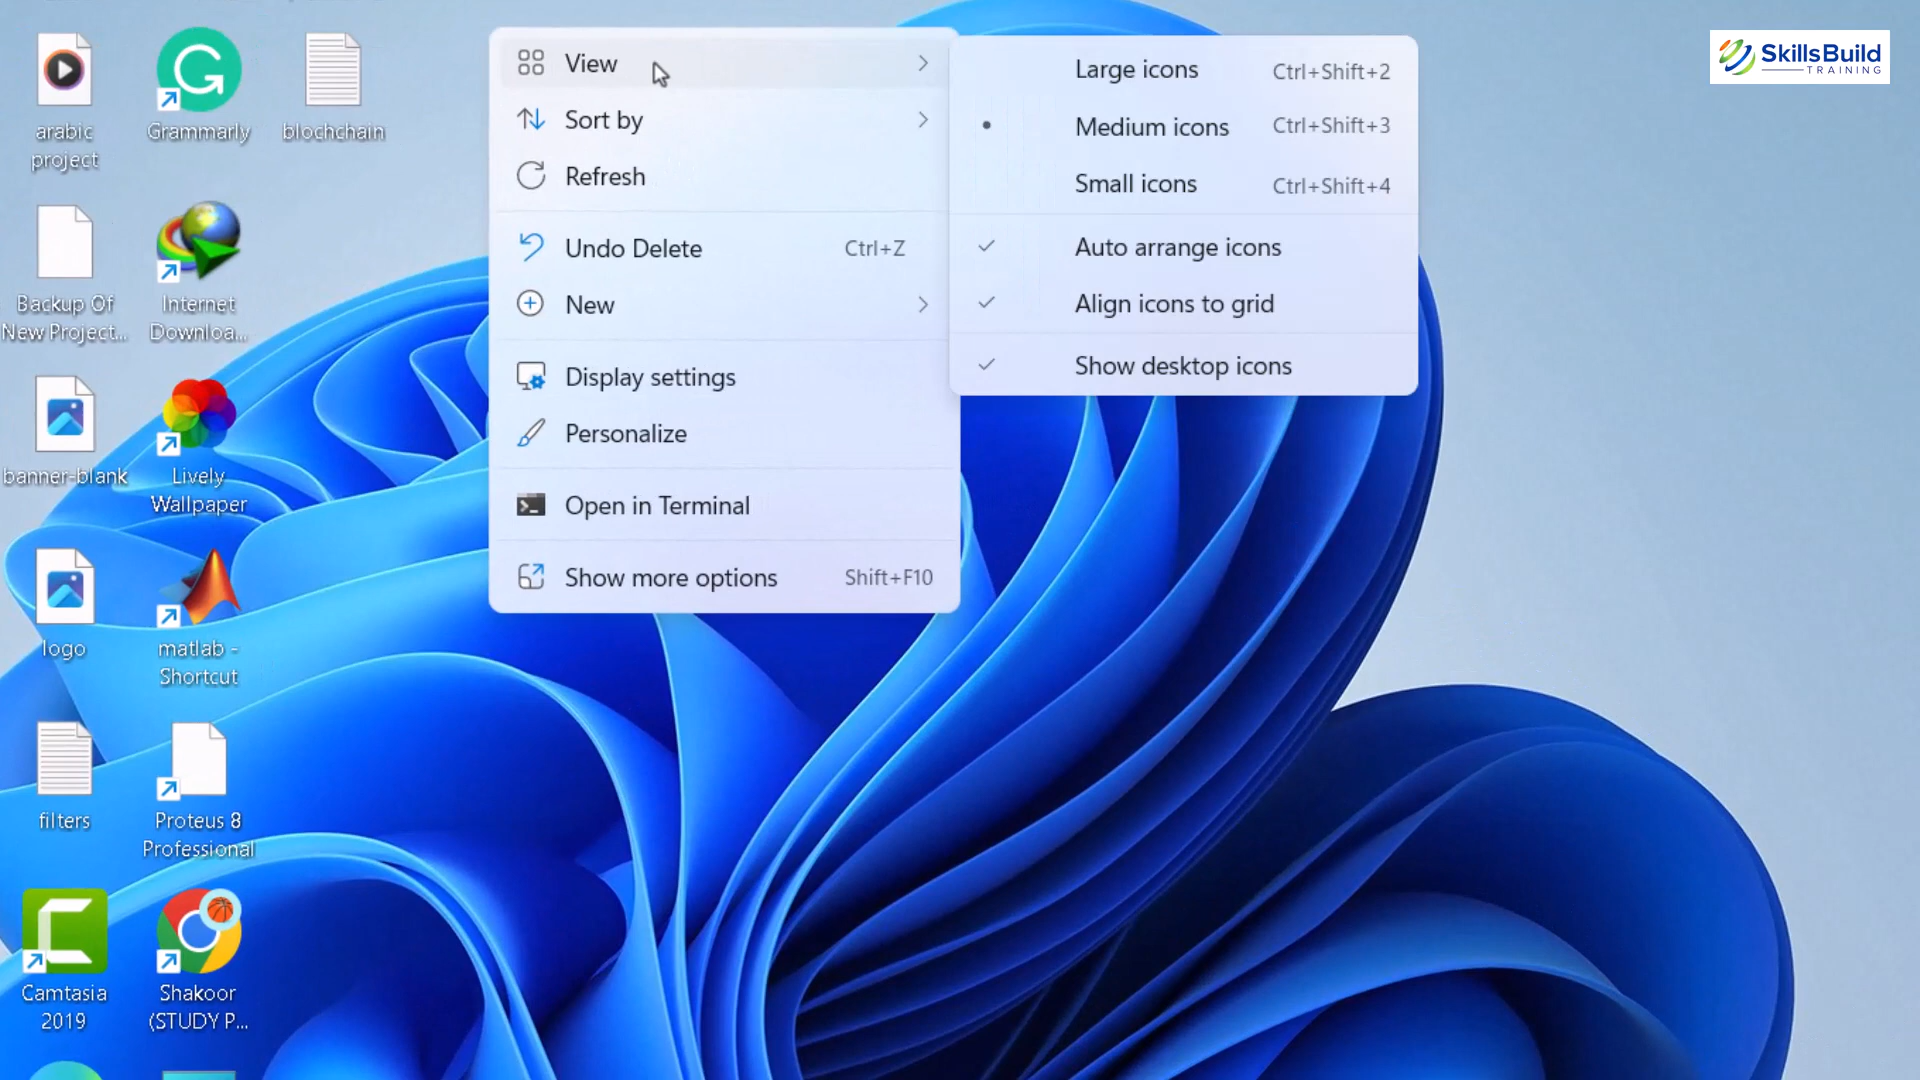 arabic
project
Grammarly
blochchain
Backup Of
New Project...
Internet
Downloa...
banner-blank
Lively
Wallpaper
logo
matlab -
Shortcut
filters
Proteus 8
Professional
Camtasia
2019
Shakoor
(STUDY P...
View
Sort by
Refresh
Undo Delete Ctrl+Z
New
Display settings
Personalize
Open in Terminal
Show more options Shift+F10
Large icons Ctrl+Shift+2
Medium icons Ctrl+Shift+3
Small icons Ctrl+Shift+4
Auto arrange icons
Align icons to grid
Show desktop icons
SkillsBuild
TRAINING